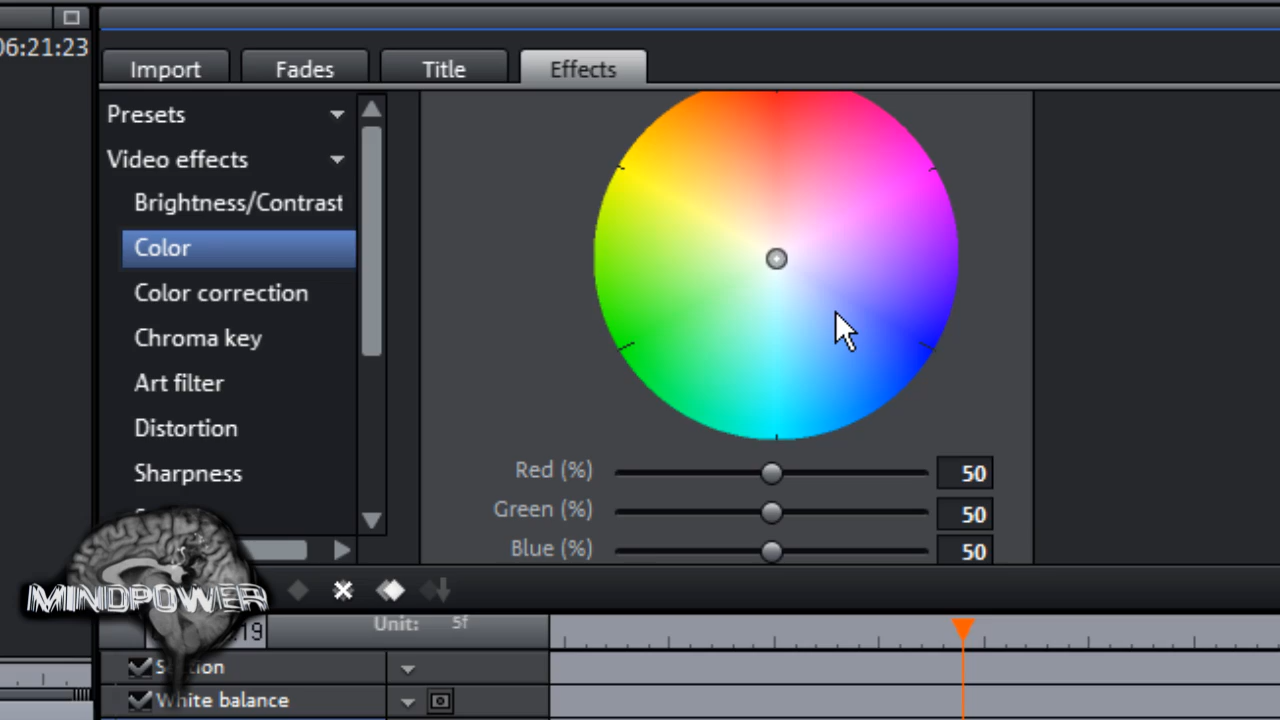 06:21:23
Import
Fades
Title
Effects
Presets
Video effects
Brightness/Contrast
Color
Color correction
Chroma key
Art filter
Distortion
Sharpness
Red (%)
50
Green (%)
50
Blue (%)
50
MINDPOWER
19
Unit:
5f
White balance